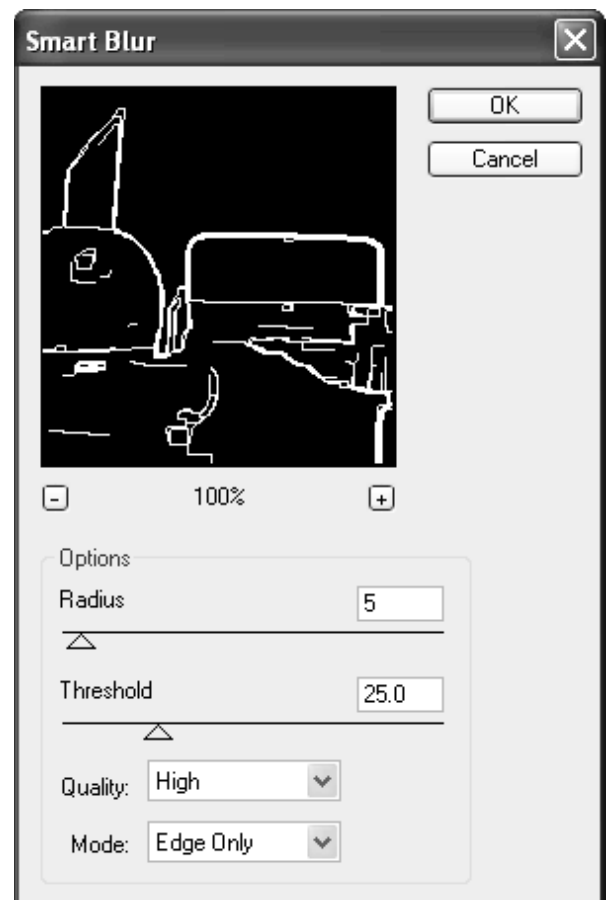 Smart Blur
OK
Cancel
- 100% +
Options
Radius 5
Threshold 25.0
Quality: High
Mode: Edge Only